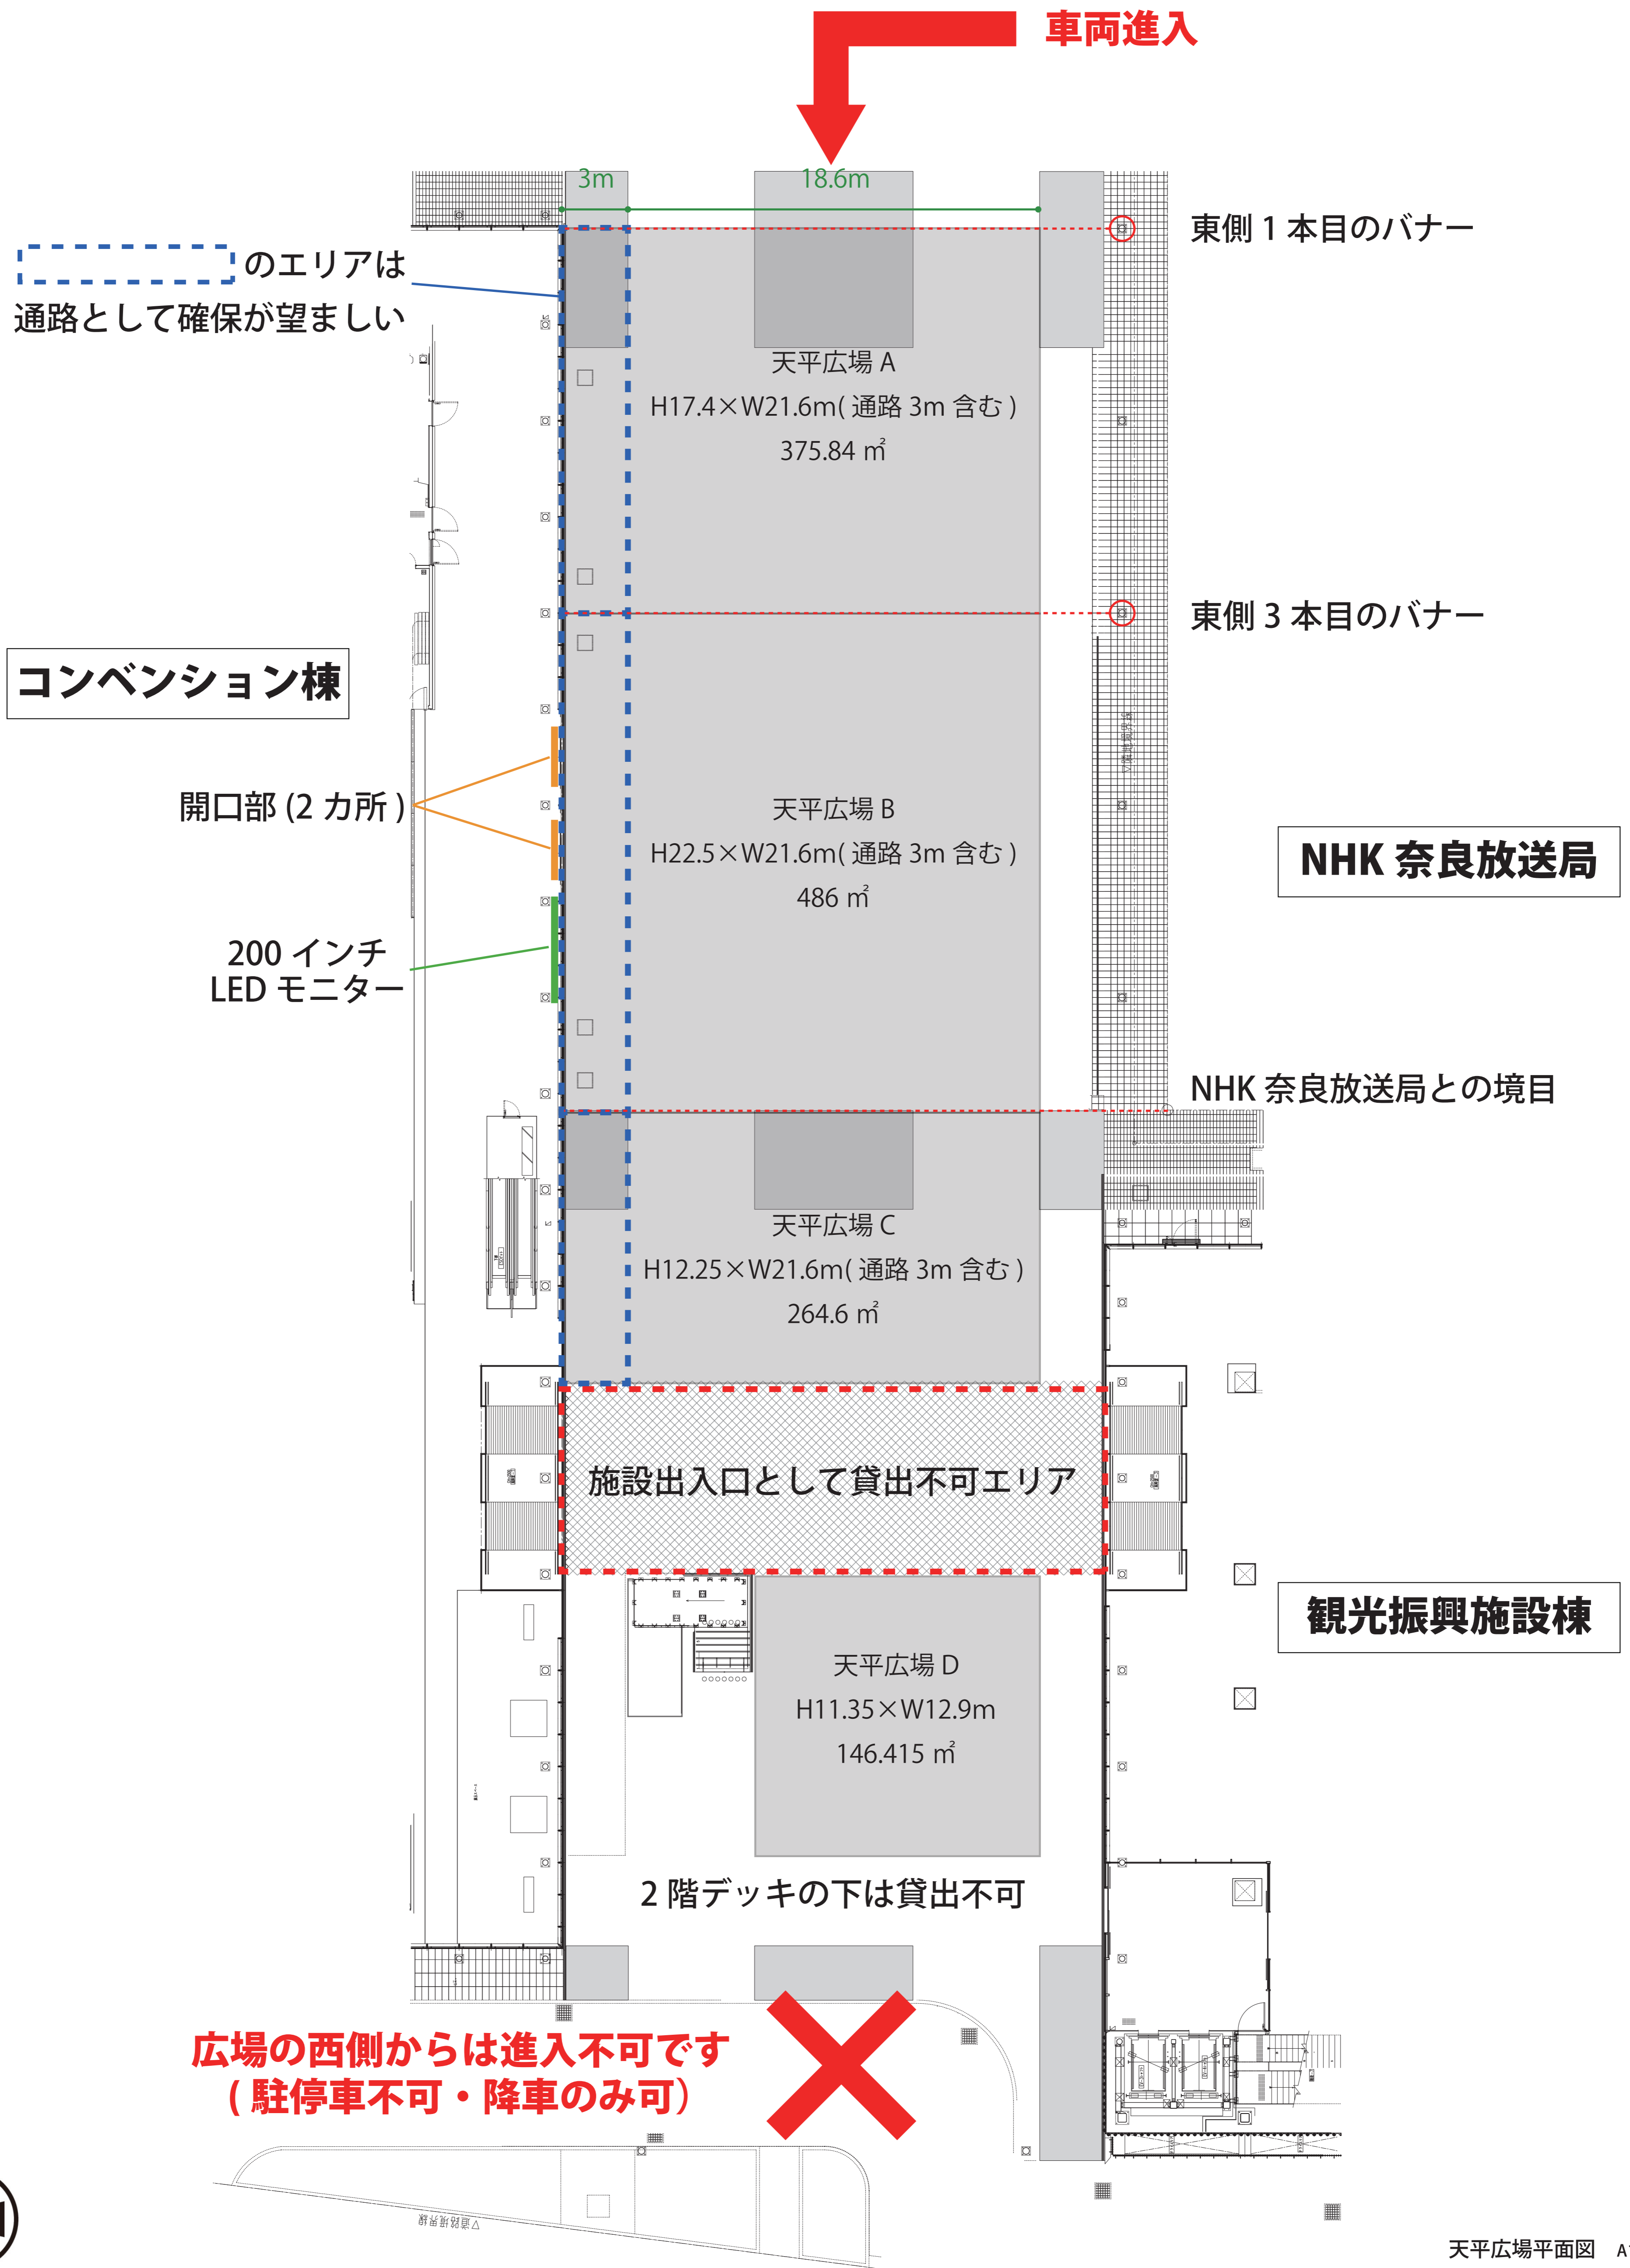 車両進入
3m
18.6m
東側 1 本目のバナー
のエリアは
通路として確保が望ましい
天平広場 A
H17.4×W21.6m( 通路 3m 含む )
375.84 ㎡
東側 3 本目のバナー
コンベンション棟
開口部 (2 カ所 )
天平広場 B
H22.5×W21.6m( 通路 3m 含む )
486 ㎡
NHK 奈良放送局
200 インチ
LED モニター
NHK 奈良放送局との境目
天平広場 C
H12.25×W21.6m( 通路 3m 含む )
264.6 ㎡
施設出入口として貸出不可エリア
観光振興施設棟
天平広場 D
H11.35×W12.9m
146.415 ㎡
2 階デッキの下は貸出不可
広場の西側からは進入不可です
( 駐停車不可・降車のみ可）
▽道路境界線
天平広場平面図